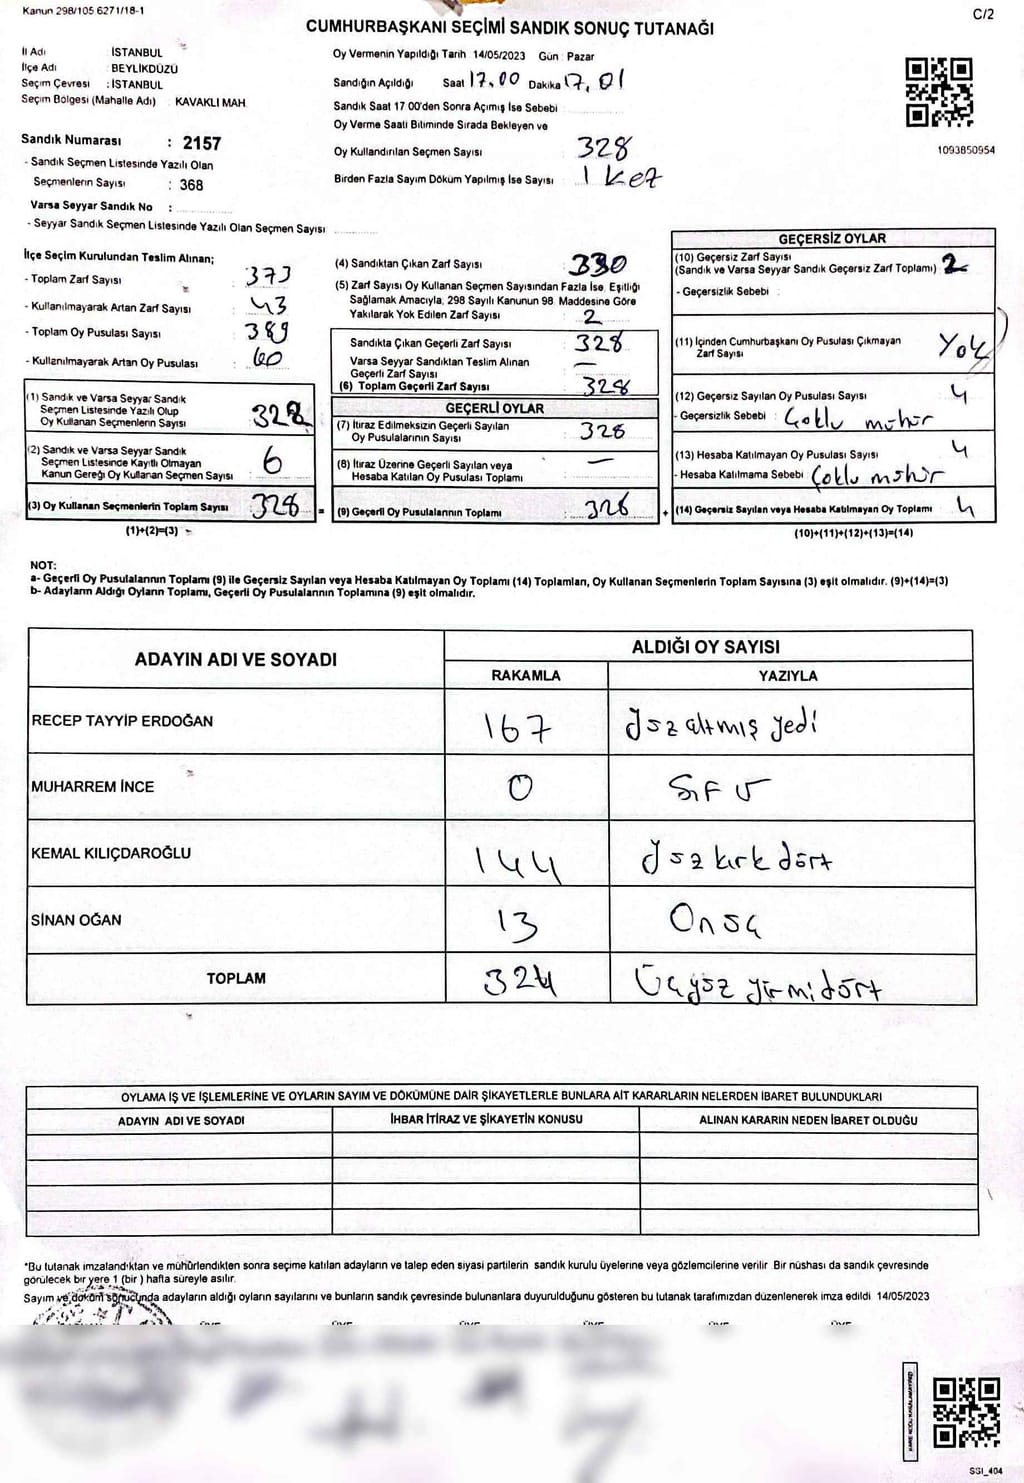 Kanun 298/105 6271/18-1
C/2
CUMHURBAŞKANI SEÇİMİ SANDIK SONUÇ TUTANAĞI
İl Adı : İSTANBUL
İlçe Adı : BEYLİKDÜZÜ
Seçim Çevresi : İSTANBUL
Seçim Bölgesi (Mahalle Adı) : KAVAKLI MAH.
Sandık Numarası : 2157
- Sandık Seçmen Listesinde Yazılı Olan
Seçmenlerin Sayısı : 368
Varsa Seyyar Sandık No :
- Seyyar Sandık Seçmen Listesinde Yazılı Olan Seçmen Sayısı
Oy Vermenin Yapıldığı Tarih 14/05/2023 Gün : Pazar
Sandığın Açıldığı Saat 17.00 Dakika 17,01
Sandık Saat 17 00'den Sonra Açımış İse Sebebi
Oy Verme Saati Bitiminde Sırada Bekleyen ve
Oy Kullandırılan Seçmen Sayısı 328
Birden Fazla Sayım Döküm Yapılmış İse Sayısı 1 kez
1093850954
İlçe Seçim Kurulundan Teslim Alınan;
- Toplam Zarf Sayısı : 373
- Kullanılmayarak Artan Zarf Sayısı : 43
- Toplam Oy Pusulası Sayısı : 389
- Kullanılmayarak Artan Oy Pusulası : 60
(1) Sandık ve Varsa Seyyar Sandık
Seçmen Listesinde Yazılı Olup
Oy Kullanan Seçmenlerin Sayısı 322
(2) Sandık ve Varsa Seyyar Sandık
Seçmen Listesinde Kayıtlı Olmayan
Kanun Gereği Oy Kullanan Seçmen Sayısı 6
(3) Oy Kullanan Seçmenlerin Toplam Sayısı 328 =
(1)+(2)=(3)
(4) Sandıktan Çıkan Zarf Sayısı 330
(5) Zarf Sayısı Oy Kullanan Seçmen Sayısından Fazla İse, Eşitliği
Sağlamak Amacıyla, 298 Sayılı Kanunun 98. Maddesine Göre
Yakılarak Yok Edilen Zarf Sayısı 2
Sandıkta Çıkan Geçerli Zarf Sayısı 328
Varsa Seyyar Sandıktan Teslim Alınan
Geçerli Zarf Sayısı —
(6) Toplam Geçerli Zarf Sayısı 328
GEÇERLİ OYLAR
(7) İtiraz Edilmeksizin Geçerli Sayılan
Oy Pusulalarının Sayısı 328
(8) İtiraz Üzerine Geçerli Sayılan veya
Hesaba Katılan Oy Pusulası Toplamı —
(9) Geçerli Oy Pusulalarının Toplamı 328 +
GEÇERSİZ OYLAR
(10) Geçersiz Zarf Sayısı
(Sandık ve Varsa Seyyar Sandık Geçersiz Zarf Toplamı) 2
- Geçersizlik Sebebi :
(11) İçinden Cumhurbaşkanı Oy Pusulası Çıkmayan
Zarf Sayısı Yok
(12) Geçersiz Sayılan Oy Pusulası Sayısı 4
- Geçersizlik Sebebi : Çoklu mühür
(13) Hesaba Katılmayan Oy Pusulası Sayısı 4
- Hesaba Katılmama Sebebi Çoklu mühür
(14) Geçersiz Sayılan veya Hesaba Katılmayan Oy Toplamı 4
(10)+(11)+(12)+(13)=(14)
NOT:
a- Geçerli Oy Pusulalarının Toplamı (9) ile Geçersiz Sayılan veya Hesaba Katılmayan Oy Toplamı (14) Toplamları, Oy Kullanan Seçmenlerin Toplam Sayısına (3) eşit olmalıdır. (9)+(14)=(3)
b- Adayların Aldığı Oyların Toplamı, Geçerli Oy Pusulalarının Toplamına (9) eşit olmalıdır.
ADAYIN ADI VE SOYADI
ALDIĞI OY SAYISI
RAKAMLA YAZIYLA
RECEP TAYYİP ERDOĞAN 167 Yüzaltmış yedi
MUHARREM İNCE 0 Sıfır
KEMAL KILIÇDAROĞLU 144 Yüz kırk dört
SİNAN OĞAN 13 Onüç
TOPLAM 324 Üçyüz yirmi dört
OYLAMA İŞ VE İŞLEMLERİNE VE OYLARIN SAYIM VE DÖKÜMÜNE DAİR ŞİKAYETLERLE BUNLARA AİT KARARLARIN NELERDEN İBARET BULUNDUKLARI
ADAYIN ADI VE SOYADI İHBAR İTİRAZ VE ŞİKAYETİN KONUSU ALINAN KARARIN NEDEN İBARET OLDUĞU
*Bu tutanak imzalandıktan ve mühürlendikten sonra seçime katılan adayların ve talep eden siyasi partilerin sandık kurulu üyelerine veya gözlemcilerine verilir Bir nüshası da sandık çevresinde
görülecek bir yere 1 (bir) hafta süreyle asılır.
Sayım ve döküm sonucunda adayların aldığı oyların sayılarını ve bunların sandık çevresinde bulunanlara duyurulduğunu gösteren bu tutanak tarafımızdan düzenlenerek imza edildi 14/05/2023
SSI_404